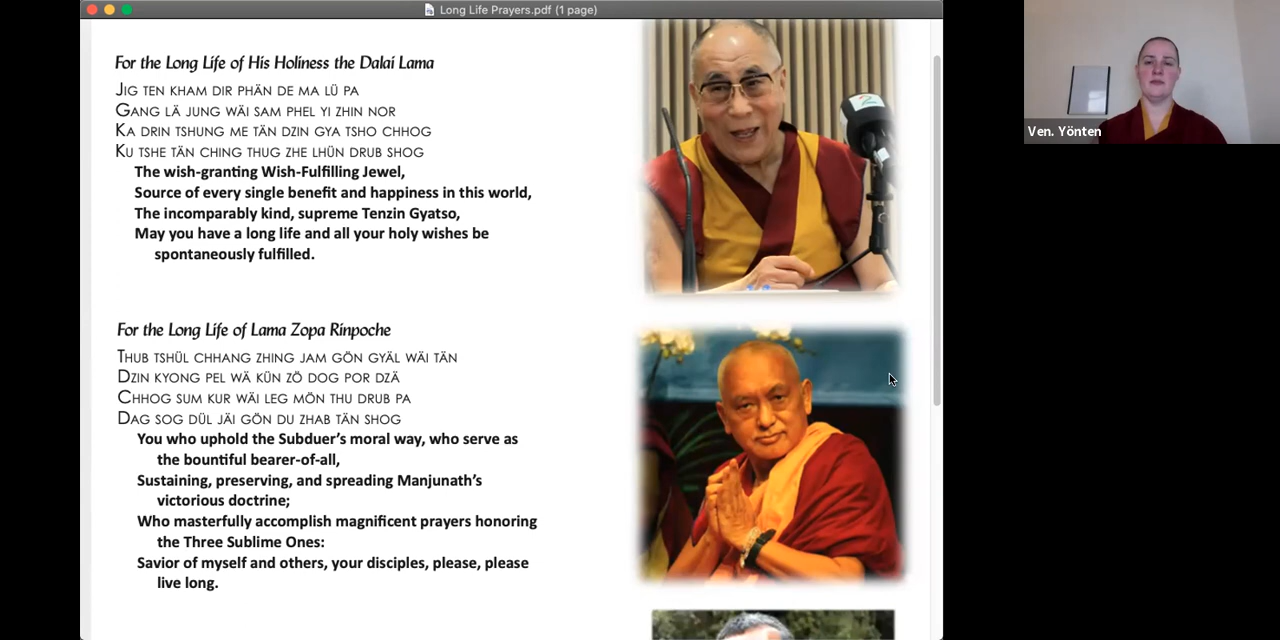 Long Life Prayers.pdf (1 page)
For the Long Life of His Holiness the Dalai Lama
JIG TEN KHAM DIR PHÄN DE MA LÜ PA
GANG LÄ JUNG WÄI SAM PHEL YI ZHIN NOR
KA DRIN TSHUNG ME TÄN DZIN GYA TSHO CHHOG
KU TSHE TÄN CHING THUG ZHE LHÜN DRUB SHOG
The wish-granting Wish-Fulfilling Jewel,
Source of every single benefit and happiness in this world,
The incomparably kind, supreme Tenzin Gyatso,
May you have a long life and all your holy wishes be
spontaneously fulfilled.
For the Long Life of Lama Zopa Rinpoche
THUB TSHÜL CHHANG ZHING JAM GÖN GYÄL WÄI TÄN
DZIN KYONG PEL WÄ KÜN ZÖ DOG POR DZÄ
CHHOG SUM KUR WÄI LEG MÖN THU DRUB PA
DAG SOG DÜL JÄI GÖN DU ZHAB TÄN SHOG
You who uphold the Subduer's moral way, who serve as
the bountiful bearer-of-all,
Sustaining, preserving, and spreading Manjunath's
victorious doctrine;
Who masterfully accomplish magnificent prayers honoring
the Three Sublime Ones:
Savior of myself and others, your disciples, please, please
live long.
2
Ven. Yönten